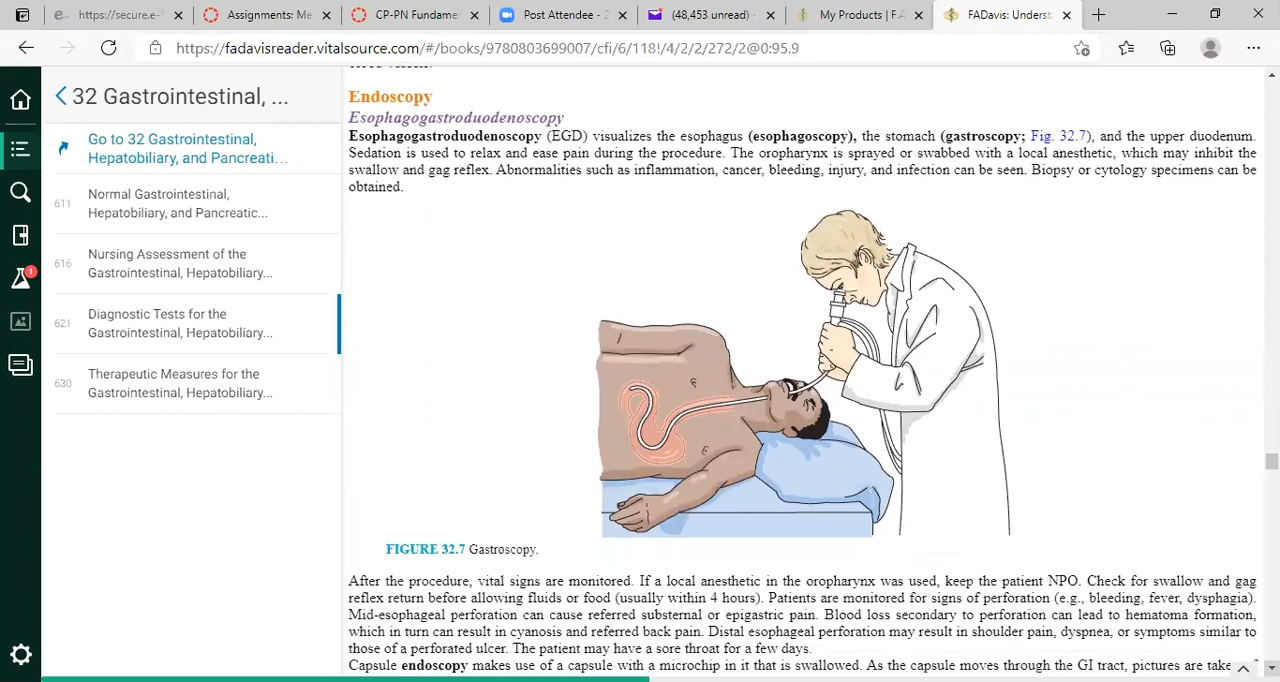 https://secure.e-
Assignments: Me
CP-PN Fundamer
Post Attendee - Z
(48,453 unread) -
My Products | F.A
FADavis: Underst
https://fadavisreader.vitalsource.com/#/books/9780803699007/cfi/6/118!/4/2/2/272/2@0:95.9
32 Gastrointestinal, ...
Go to 32 Gastrointestinal,
Hepatobiliary, and Pancreati...
611
Normal Gastrointestinal,
Hepatobiliary, and Pancreatic...
616
Nursing Assessment of the
Gastrointestinal, Hepatobiliary...
621
Diagnostic Tests for the
Gastrointestinal, Hepatobiliary...
630
Therapeutic Measures for the
Gastrointestinal, Hepatobiliary...
1
Endoscopy
Esophagogastroduodenoscopy
Esophagogastroduodenoscopy (EGD) visualizes the esophagus (esophagoscopy), the stomach (gastroscopy; Fig. 32.7), and the upper duodenum.
Sedation is used to relax and ease pain during the procedure. The oropharynx is sprayed or swabbed with a local anesthetic, which may inhibit the
swallow and gag reflex. Abnormalities such as inflammation, cancer, bleeding, injury, and infection can be seen. Biopsy or cytology specimens can be
obtained.
FIGURE 32.7 Gastroscopy.
After the procedure, vital signs are monitored. If a local anesthetic in the oropharynx was used, keep the patient NPO. Check for swallow and gag
reflex return before allowing fluids or food (usually within 4 hours). Patients are monitored for signs of perforation (e.g., bleeding, fever, dysphagia).
Mid-esophageal perforation can cause referred substernal or epigastric pain. Blood loss secondary to perforation can lead to hematoma formation,
which in turn can result in cyanosis and referred back pain. Distal esophageal perforation may result in shoulder pain, dyspnea, or symptoms similar to
those of a perforated ulcer. The patient may have a sore throat for a few days.
Capsule endoscopy makes use of a capsule with a microchip in it that is swallowed. As the capsule moves through the GI tract, pictures are take